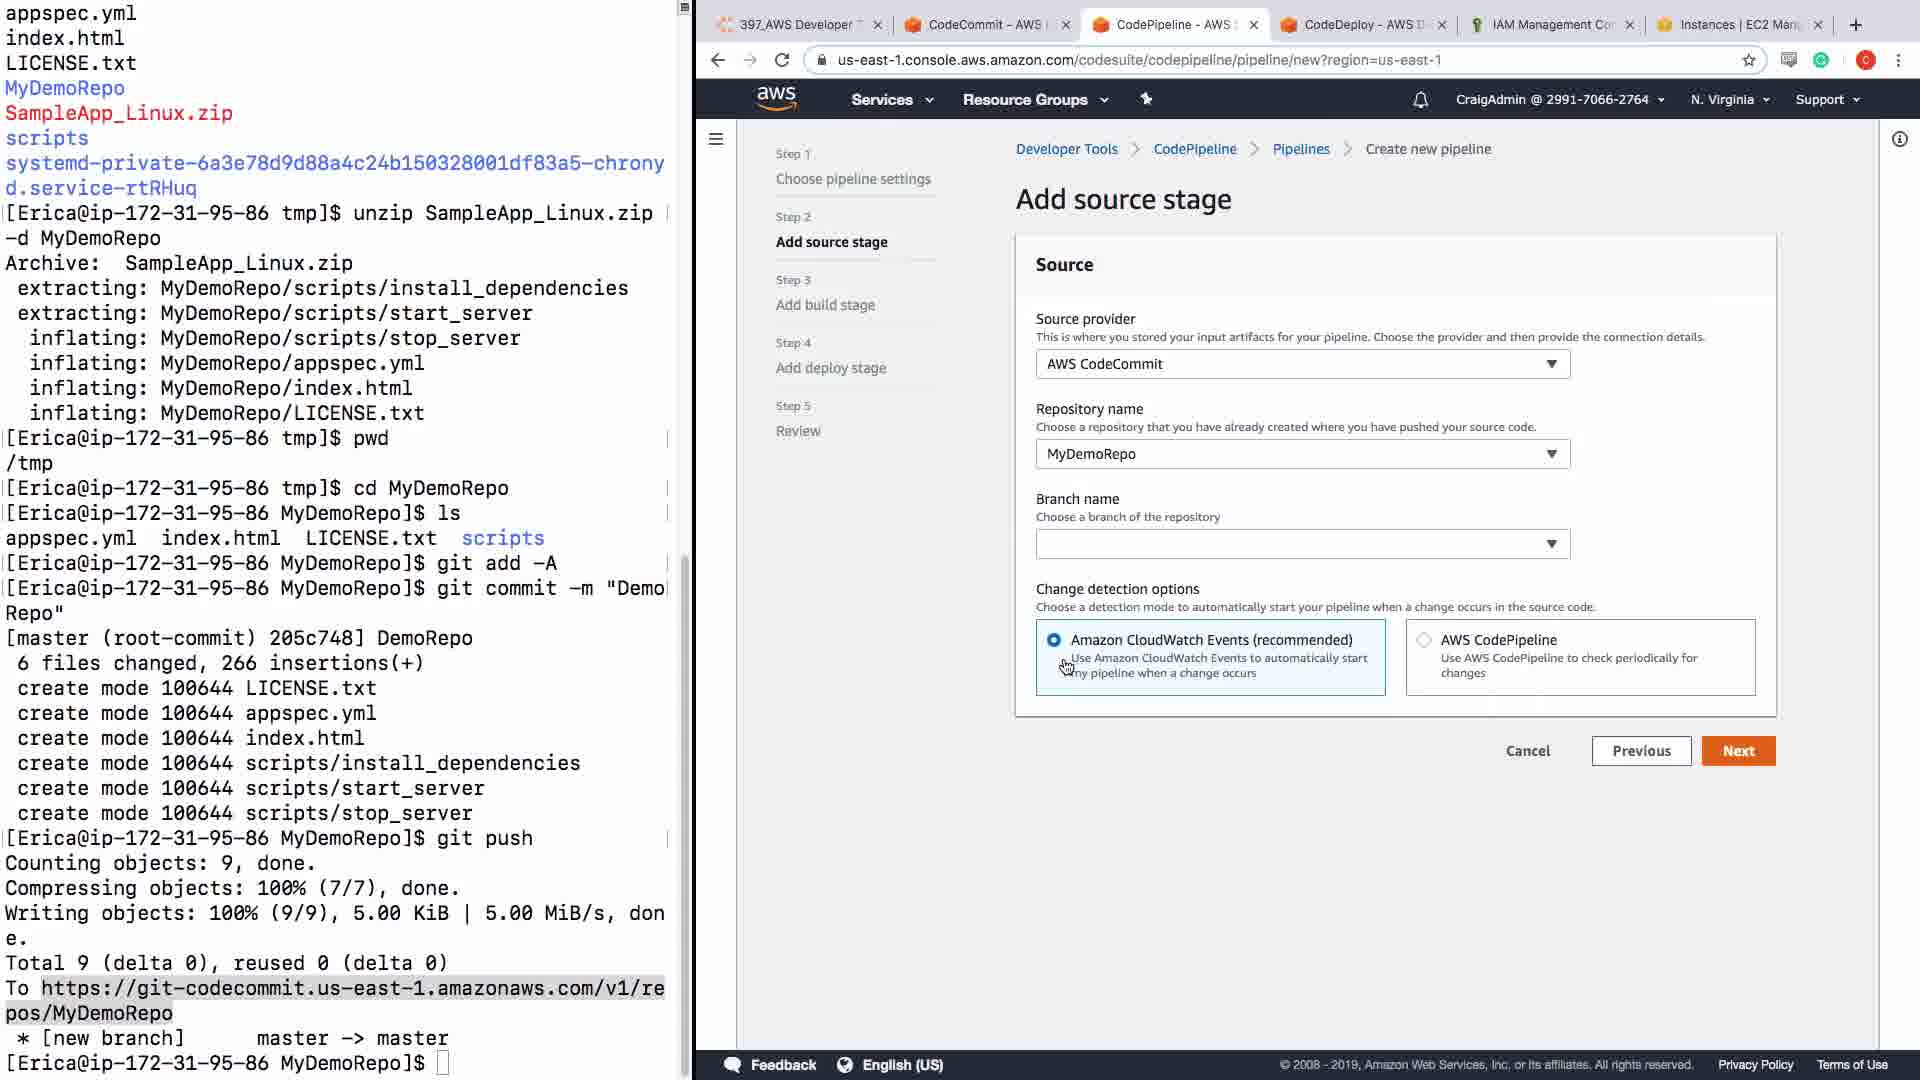 appspec.yml
index.html
LICENSE.txt
MyDemoRepo
SampleApp_Linux.zip
scripts
systemd-private-6a3e78d9d88a4c24b150328001df83a5-chrony
d.service-rtRHuq
[Erica@ip-172-31-95-86 tmp]$ unzip SampleApp_Linux.zip
-d MyDemoRepo
Archive:  SampleApp_Linux.zip
 extracting: MyDemoRepo/scripts/install_dependencies
 extracting: MyDemoRepo/scripts/start_server
  inflating: MyDemoRepo/scripts/stop_server
  inflating: MyDemoRepo/appspec.yml
  inflating: MyDemoRepo/index.html
  inflating: MyDemoRepo/LICENSE.txt
[Erica@ip-172-31-95-86 tmp]$ pwd
/tmp
[Erica@ip-172-31-95-86 tmp]$ cd MyDemoRepo
[Erica@ip-172-31-95-86 MyDemoRepo]$ ls
appspec.yml  index.html  LICENSE.txt  scripts
[Erica@ip-172-31-95-86 MyDemoRepo]$ git add -A
[Erica@ip-172-31-95-86 MyDemoRepo]$ git commit -m "Demo
Repo"
[master (root-commit) 205c748] DemoRepo
 6 files changed, 266 insertions(+)
 create mode 100644 LICENSE.txt
 create mode 100644 appspec.yml
 create mode 100644 index.html
 create mode 100644 scripts/install_dependencies
 create mode 100644 scripts/start_server
 create mode 100644 scripts/stop_server
[Erica@ip-172-31-95-86 MyDemoRepo]$ git push
Counting objects: 9, done.
Compressing objects: 100% (7/7), done.
Writing objects: 100% (9/9), 5.00 KiB | 5.00 MiB/s, don
e.
Total 9 (delta 0), reused 0 (delta 0)
To https://git-codecommit.us-east-1.amazonaws.com/v1/re
pos/MyDemoRepo
 * [new branch]      master -> master
[Erica@ip-172-31-95-86 MyDemoRepo]$
397_AWS Developer
CodeCommit - AWS
CodePipeline - AWS
CodeDeploy - AWS
IAM Management Con
Instances | EC2 Man
us-east-1.console.aws.amazon.com/codesuite/codepipeline/pipeline/new?region=us-east-1
C
aws
Services
Resource Groups
CraigAdmin @ 2991-7066-2764
N. Virginia
Support
Step 1
Choose pipeline settings
Step 2
Add source stage
Step 3
Add build stage
Step 4
Add deploy stage
Step 5
Review
Developer Tools > CodePipeline > Pipelines > Create new pipeline
Add source stage
Source
Source provider
This is where you stored your input artifacts for your pipeline. Choose the provider and then provide the connection details.
AWS CodeCommit
Repository name
Choose a repository that you have already created where you have pushed your source code.
MyDemoRepo
Branch name
Choose a branch of the repository
Change detection options
Choose a detection mode to automatically start your pipeline when a change occurs in the source code.
Amazon CloudWatch Events (recommended)
Use Amazon CloudWatch Events to automatically start
my pipeline when a change occurs
AWS CodePipeline
Use AWS CodePipeline to check periodically for
changes
Cancel
Previous
Next
Feedback
English (US)
© 2008 - 2019, Amazon Web Services, Inc. or its affiliates. All rights reserved.
Privacy Policy
Terms of Use